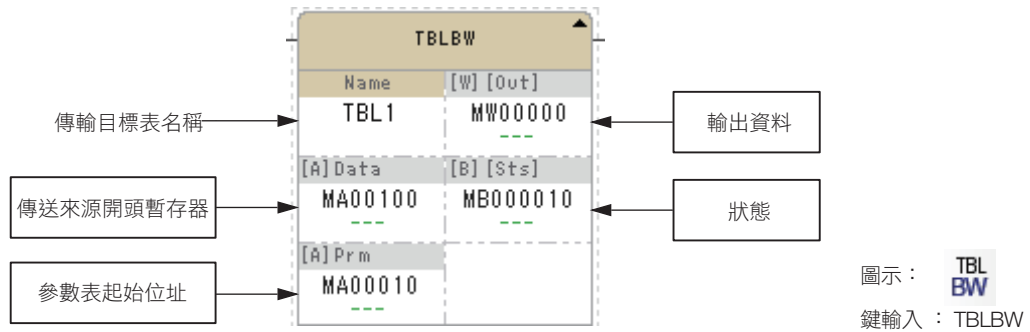 TBLBW
Name [W] [Out]
傳輸目標表名稱 TBL1 MW00000 輸出資料
---
[A] Data [B] [Sts]
傳送來源開頭暫存器 MA00100 MB000010 狀態
--- ---
[A] Prm
參數表起始位址 MA00010
---
圖示： TBL
BW
鍵輸入 ： TBLBW